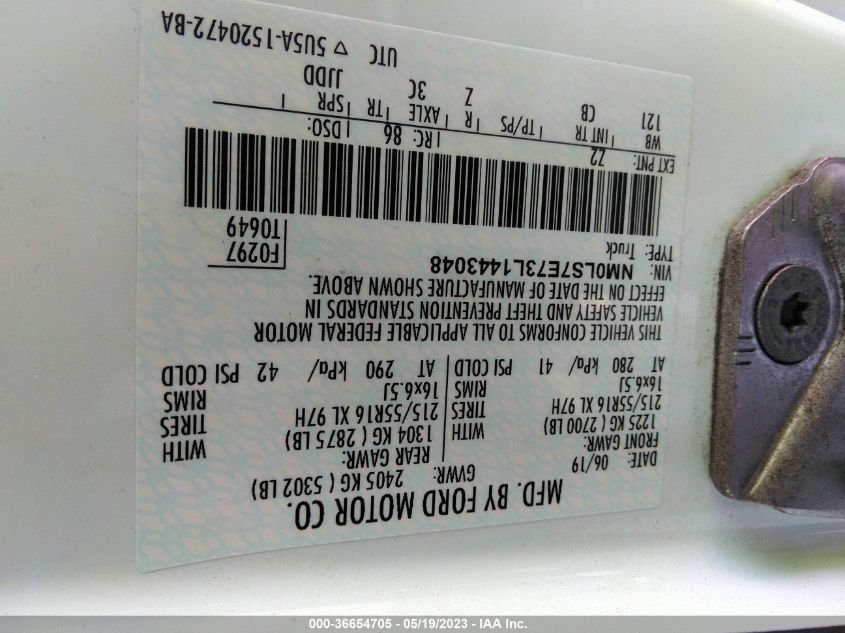 MFD. BY FORD MOTOR CO.
DATE: 06/19 GVWR: 2405 KG ( 5302 LB)
FRONT GAWR: REAR GAWR:
1225 KG ( 2700 LB) WITH 1304 KG ( 2875 LB) WITH
215/55R16 XL 97H TIRES 215/55R16 XL 97H TIRES
16x6.5J RIMS 16x6.5J RIMS
AT 280 kPa/ 41 PSI COLD AT 290 kPa/ 42 PSI COLD
THIS VEHICLE CONFORMS TO ALL APPLICABLE FEDERAL MOTOR
VEHICLE SAFETY AND THEFT PREVENTION STANDARDS IN
EFFECT ON THE DATE OF MANUFACTURE SHOWN ABOVE.
VIN: NM0LS7E73L1443048 F0297
TYPE: Truck T0649
EXT PNT: Z2 RC: 86 DSO:
WB INT TR TP/PS R AXLE TR SPR
121 CB Z 3C JJDD
UTC ▽ 5U5A-1520472-BA
000-36654705 - 05/19/2023 - IAA Inc.